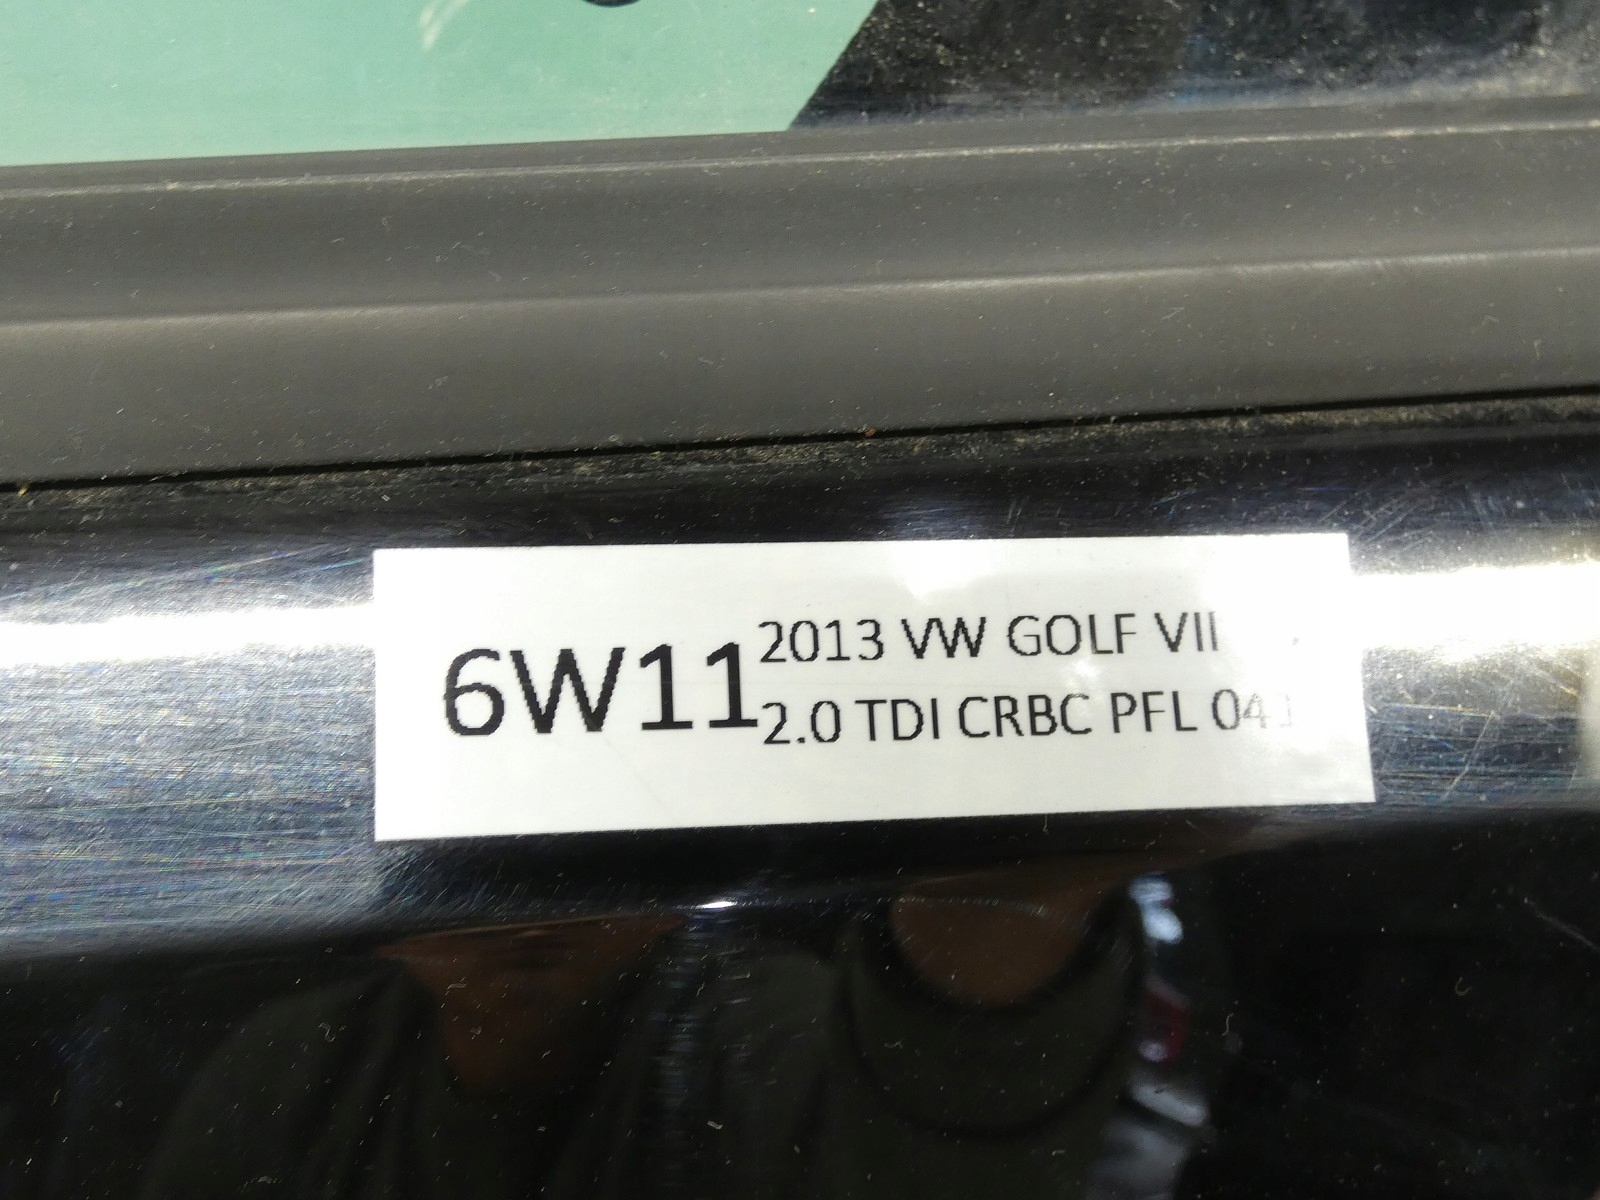 6W11
2013 VW GOLF VII
2.0 TDI CRBC PFL